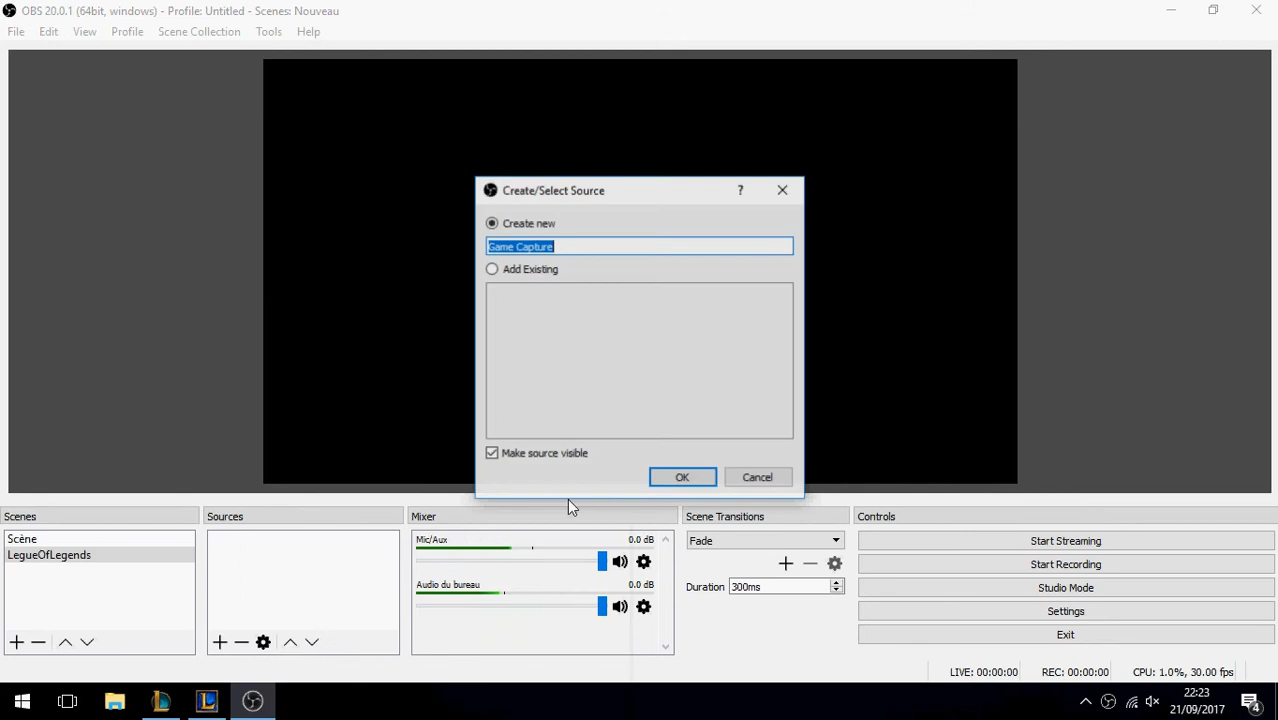 OBS 20.0.1 (64bit, windows) - Profile: Untitled - Scenes: Nouveau
File Edit View Profile Scene Collection Tools Help
Create/Select Source ?
Create new
Game Capture
Add Existing
Make source visible
OK Cancel
Scenes Sources Mixer Scene Transitions Controls
Scène
LegueOfLegends
Mic/Aux 0.0 dB
Audio du bureau 0.0 dB
Fade
Duration 300ms
Start Streaming
Start Recording
Studio Mode
Settings
Exit
LIVE: 00:00:00 REC: 00:00:00 CPU: 1.0%, 30.00 fps
22:23
21/09/2017
4